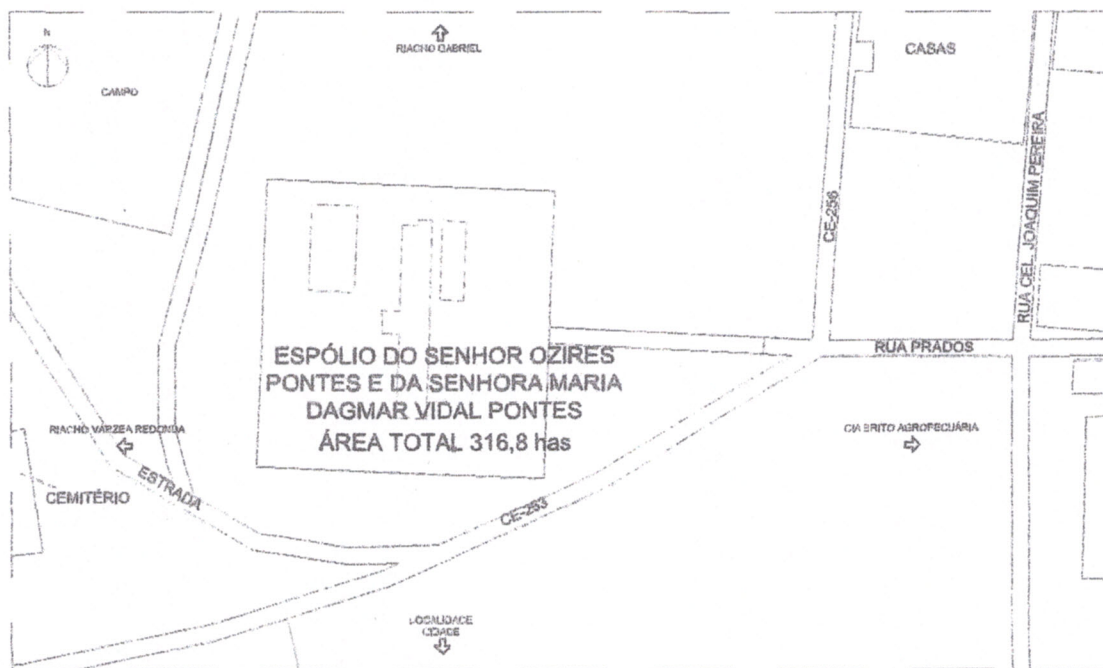 N
RIACHO GABRIEL
CASAS
CAMPO
RUA CEL. JOAQUIM PEREIRA
CE-256
RUA PRADOS
ESPÓLIO DO SENHOR OZIRES
PONTES E DA SENHORA MARIA
DAGMAR VIDAL PONTES
ÁREA TOTAL 316,8 has
RIACHO VARZEA REDONDA
CIA BRITO AGROPECUÁRIA
ESTRADA
CEMITÉRIO
CE-253
LOCALIDADE
CIDADE